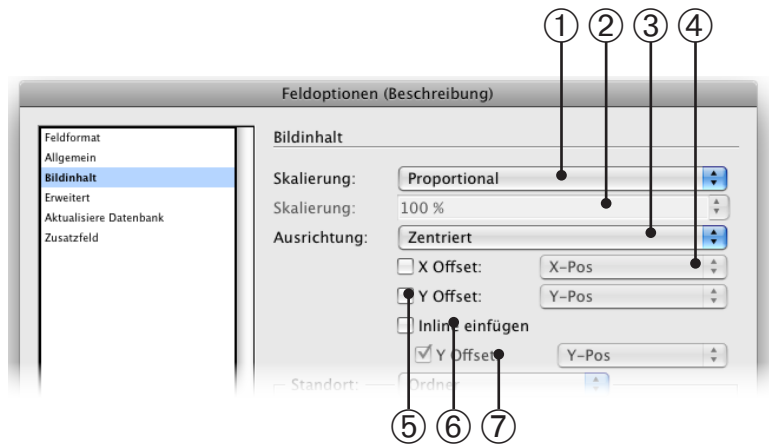 ① ② ③ ④
Feldoptionen (Beschreibung)
Feldformat
Allgemein
Bildinhalt
Erweitert
Aktualisiere Datenbank
Zusatzfeld
Bildinhalt
Skalierung: Proportional
Skalierung: 100 %
Ausrichtung: Zentriert
X Offset: X-Pos
Y Offset: Y-Pos
Inline einfügen
Y Offset Y-Pos
Standort: Ordner
⑤ ⑥ ⑦